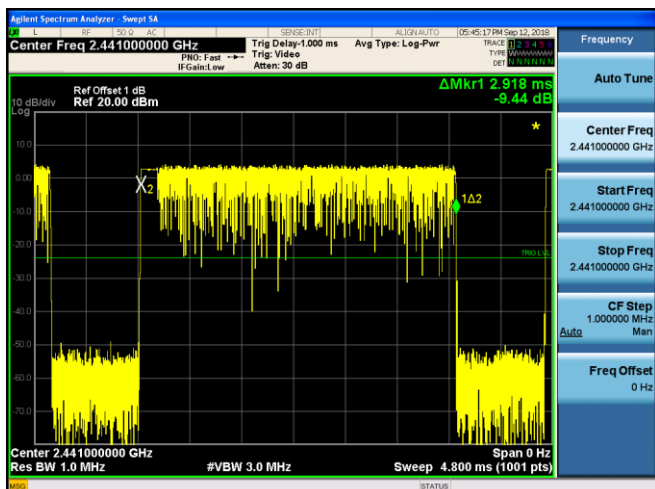 Agilent Spectrum Analyzer - Swept SA
L RF 50 Ω AC SENSE:INT ALIGN AUTO 05:45:17 PM Sep 12, 2018
Center Freq 2.441000000 GHz
Trig Delay-1.000 ms Avg Type: Log-Pwr TRACE 1 2 3 4 5 6
PNO: Fast Trig: Video TYPE
IFGain:Low Atten: 30 dB DET N N N N N N
Frequency
ΔMkr1 2.918 ms
-9.44 dB
Ref Offset 1 dB
10 dB/div Ref 20.00 dBm
Log
10.0
0.00
-10.0
-20.0
-30.0
-40.0
-50.0
-60.0
-70.0
2
1Δ2
TRIG LVL
Center 2.441000000 GHz Span 0 Hz
Res BW 1.0 MHz #VBW 3.0 MHz Sweep 4.800 ms (1001 pts)
MSG STATUS
Auto Tune
Center Freq
2.441000000 GHz
Start Freq
2.441000000 GHz
Stop Freq
2.441000000 GHz
CF Step
1.000000 MHz
Auto Man
Freq Offset
0 Hz